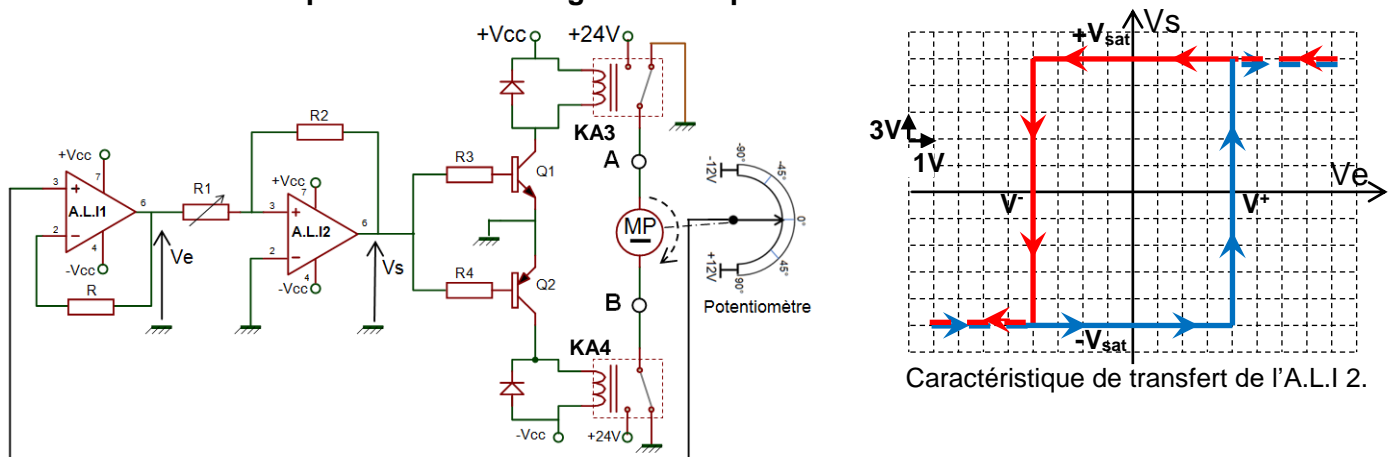 +Vcc
+24V
KA3
A
R2
R3
Q1
+Vcc
7
3
+
A.L.I1
6
2
-
4
-Vcc
R
Ve
R1
+Vcc
7
3
+
A.L.I2
6
2
-
4
-Vcc
Vs
R4
Q2
MP
B
KA4
-Vcc
+24V
-12V
+12V
-90°
-45°
0°
45°
90°
Potentiomètre
Vs
+Vsat
3V
1V
Ve
V-
V+
-Vsat
Caractéristique de transfert de l'A.L.I 2.